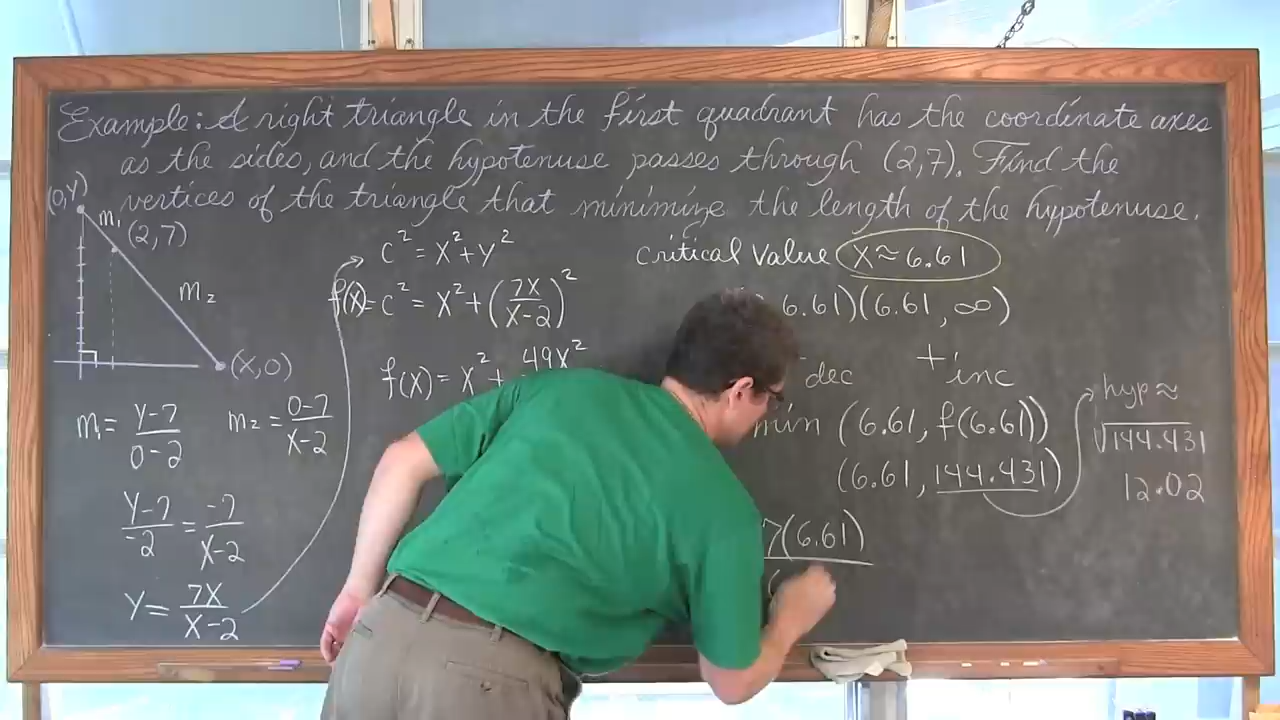 Example: A right triangle in the first quadrant has the coordinate axes
as the sides, and the hypotenuse passes through (2,7). Find the
vertices of the triangle that minimize the length of the hypotenuse.
(0,Y)
m₁
(2,7)
m₂
(X,0)
m₁ = (Y-7)/(0-2)
m₂ = (0-7)/(X-2)
(Y-7)/(-2) = (-7)/(X-2)
Y = 7X/(X-2)
c² = X² + Y²
f(X) = c² = X² + (7X/(X-2))²
f(X) = X² + 49X²
Critical Value X ≈ 6.61
6.61)(6.61, ∞)
dec + inc
min (6.61, f(6.61))
(6.61, 144.431)
hyp ≈
√144.431
12.02
7(6.61)
(